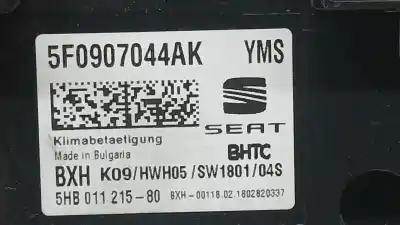 5F0907044AK YMS
SEAT
Klimabetaetigung
Made in Bulgaria
BHTC
BXH K09/HWH05/SW1801/04S
5HB 011 215-80 BXH-00118.02.1802820337